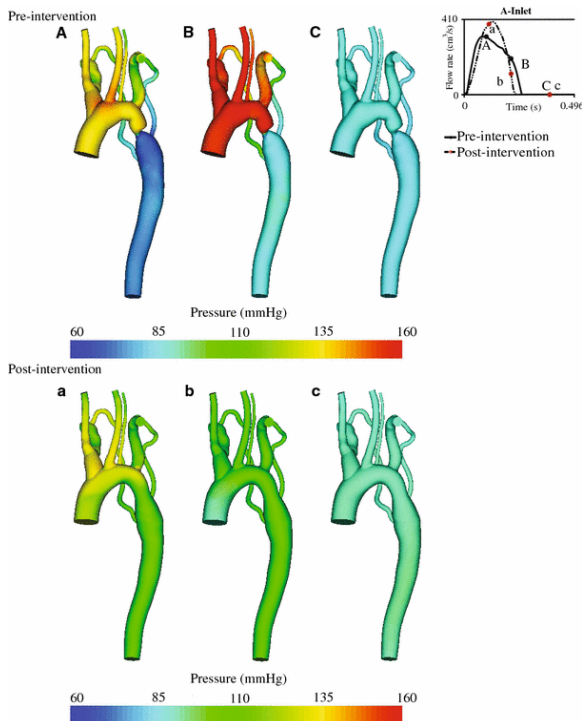 Pre-intervention
A
B
C
A-Inlet
410
Flow rate (cm³/s)
0
a
A
B
b
C c
Time (s)
0.496
Pre-intervention
Post-intervention
Pressure (mmHg)
60 85 110 135 160
Post-intervention
a
b
c
Pressure (mmHg)
60 85 110 135 160